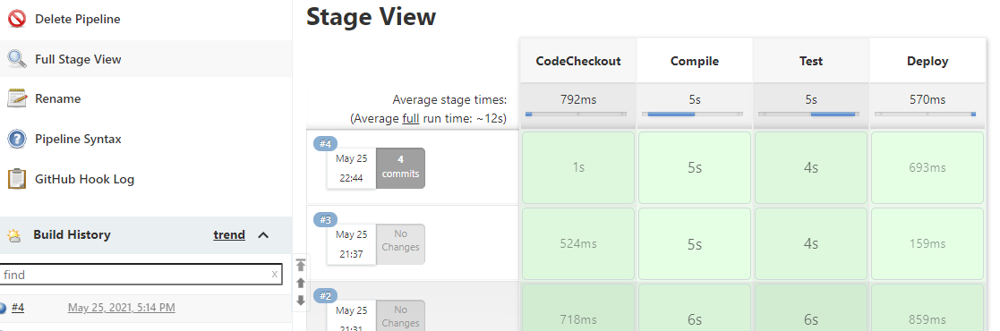 Delete Pipeline
Full Stage View
Rename
Pipeline Syntax
GitHub Hook Log
Build History trend
find x
#4 May 25, 2021, 5:14 PM
Stage View
CodeCheckout Compile Test Deploy
Average stage times: 792ms 5s 5s 570ms
(Average full run time: ~12s)
#4
May 25 4
22:44 commits
1s 5s 4s 693ms
#3
May 25 No
21:37 Changes
524ms 5s 4s 159ms
#2
May 25 No
21:31 Changes
718ms 6s 6s 859ms